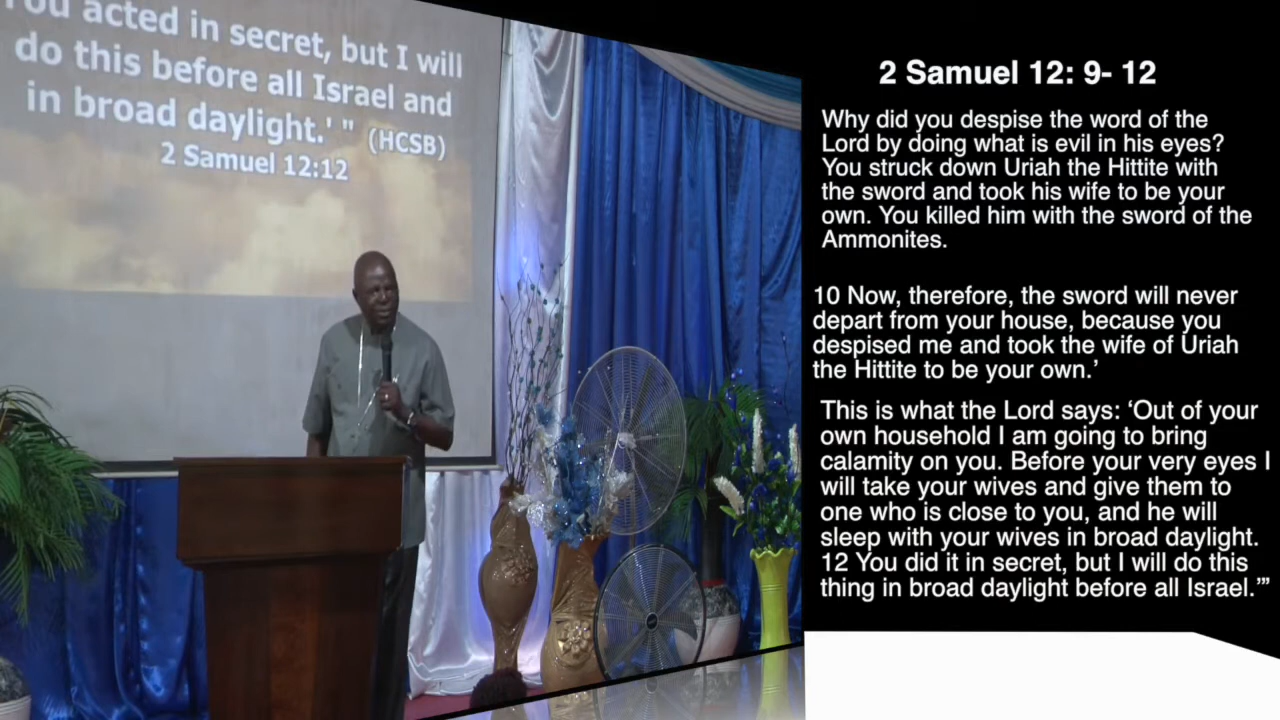 You acted in secret, but I will
do this before all Israel and
in broad daylight.' " (HCSB)
2 Samuel 12:12
2 Samuel 12: 9- 12
Why did you despise the word of the
Lord by doing what is evil in his eyes?
You struck down Uriah the Hittite with
the sword and took his wife to be your
own. You killed him with the sword of the
Ammonites.
10 Now, therefore, the sword will never
depart from your house, because you
despised me and took the wife of Uriah
the Hittite to be your own.’
This is what the Lord says: ‘Out of your
own household I am going to bring
calamity on you. Before your very eyes I
will take your wives and give them to
one who is close to you, and he will
sleep with your wives in broad daylight.
12 You did it in secret, but I will do this
thing in broad daylight before all Israel.’”